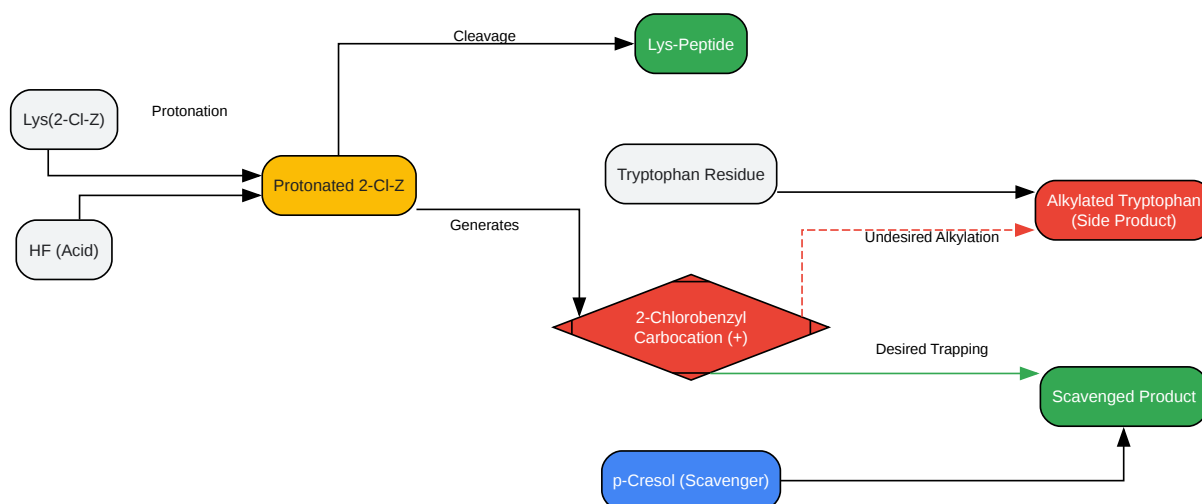 Cleavage
Lys-Peptide
Lys(2-Cl-Z)
Protonation
Tryptophan Residue
Protonated 2-Cl-Z
Alkylated Tryptophan
(Side Product)
Generates
Undesired Alkylation
HF (Acid)
2-Chlorobenzyl
Carbocation (+)
Desired Trapping
Scavenged Product
p-Cresol (Scavenger)